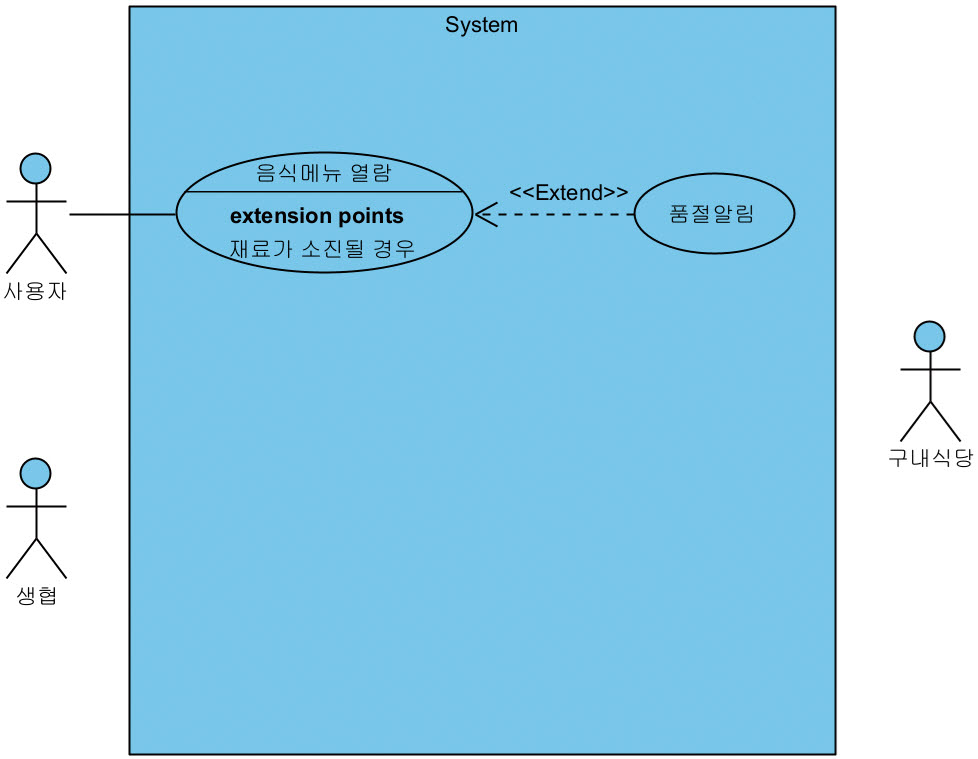 System
음식메뉴 열람
extension points
재료가 소진될 경우
<<Extend>>
품절알림
사용자
구내식당
생협